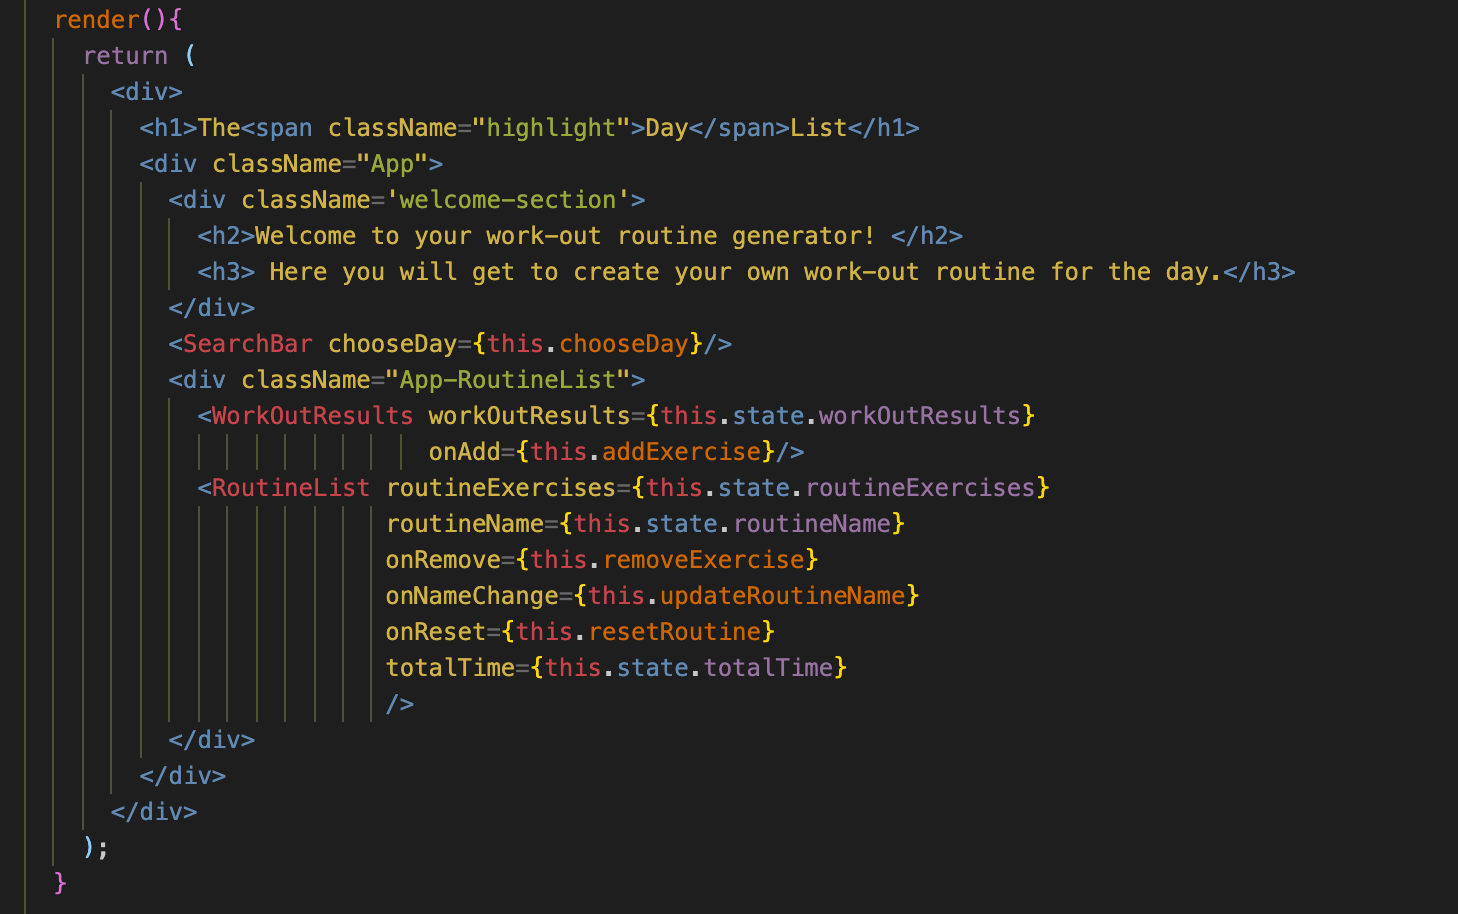 render(){
return (
<div>
<h1>The<span className="highlight">Day</span>List</h1>
<div className="App">
<div className='welcome-section'>
<h2>Welcome to your work-out routine generator! </h2>
<h3> Here you will get to create your own work-out routine for the day.</h3>
</div>
<SearchBar chooseDay={this.chooseDay}/>
<div className="App-RoutineList">
<WorkOutResults workOutResults={this.state.workOutResults}
onAdd={this.addExercise}/>
<RoutineList routineExercises={this.state.routineExercises}
routineName={this.state.routineName}
onRemove={this.removeExercise}
onNameChange={this.updateRoutineName}
onReset={this.resetRoutine}
totalTime={this.state.totalTime}
/>
</div>
</div>
</div>
);
}